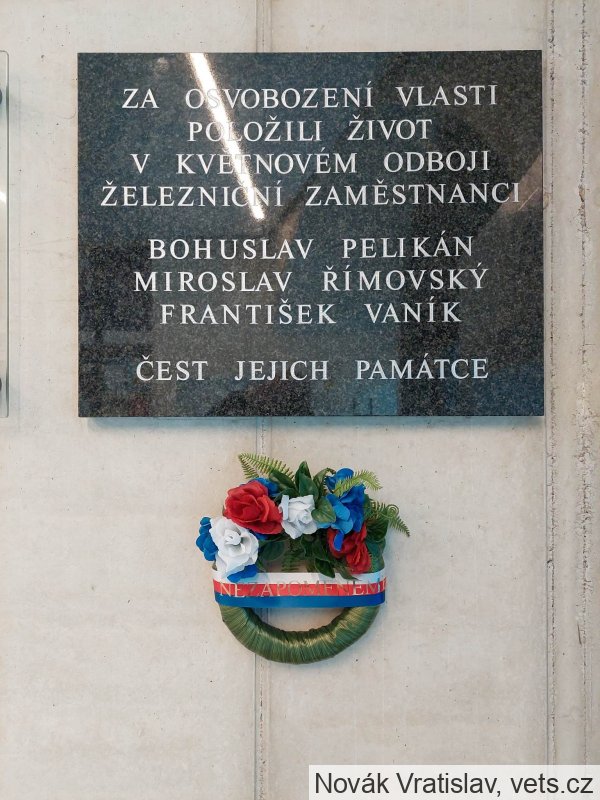 ZA OSVOBOZENÍ VLASTI
POLOŽILI ŽIVOT
V KVĚTNOVÉM ODBOJI
ŽELEZNIČNÍ ZAMĚSTNANCI
BOHUSLAV PELIKÁN
MIROSLAV ŘÍMOVSKÝ
FRANTIŠEK VANÍK
ČEST JEJICH PAMÁTCE
NEZAPOMENEME
Novák Vratislav, vets.cz